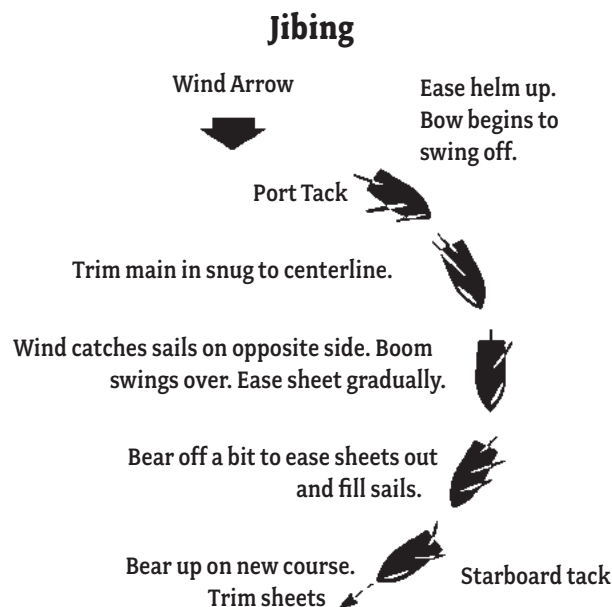 Jibing
Wind Arrow
Ease helm up.
Bow begins to
swing off.
Port Tack
Trim main in snug to centerline.
Wind catches sails on opposite side. Boom
swings over. Ease sheet gradually.
Bear off a bit to ease sheets out
and fill sails.
Bear up on new course.
Trim sheets
Starboard tack